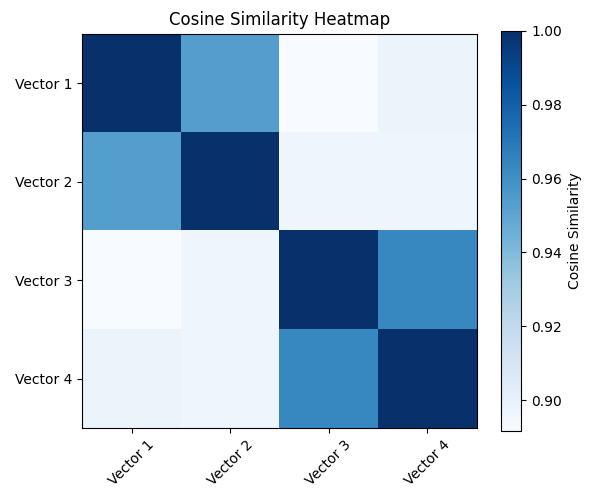 Cosine Similarity Heatmap
Vector 1
Vector 2
Vector 3
Vector 4
Vector 1
Vector 2
Vector 3
Vector 4
1.00
0.98
0.96
0.94
0.92
0.90
Cosine Similarity